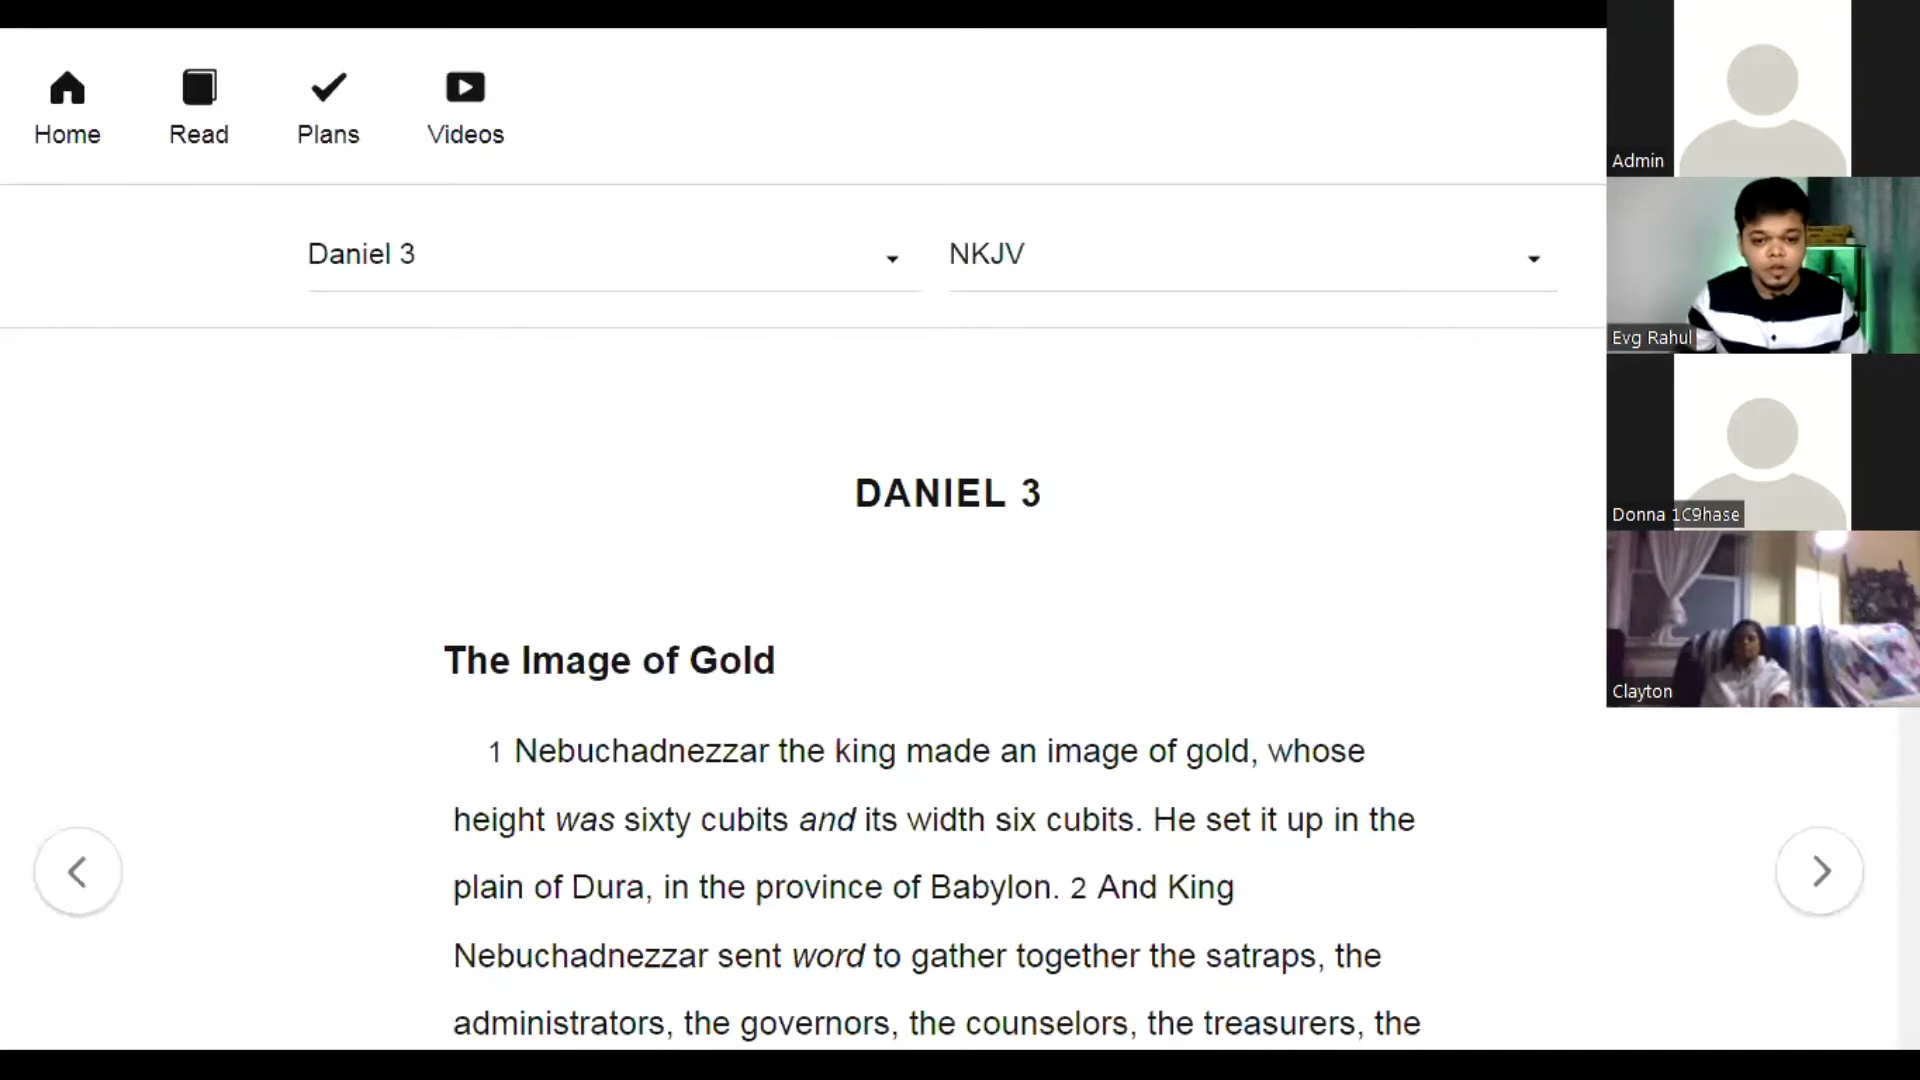 Home
Read
Plans
Videos
Daniel 3
NKJV
DANIEL 3
The Image of Gold
1 Nebuchadnezzar the king made an image of gold, whose
height was sixty cubits and its width six cubits. He set it up in the
plain of Dura, in the province of Babylon. 2 And King
Nebuchadnezzar sent word to gather together the satraps, the
administrators, the governors, the counselors, the treasurers, the
Admin
Evg Rahul
Donna 1C9hase
Clayton